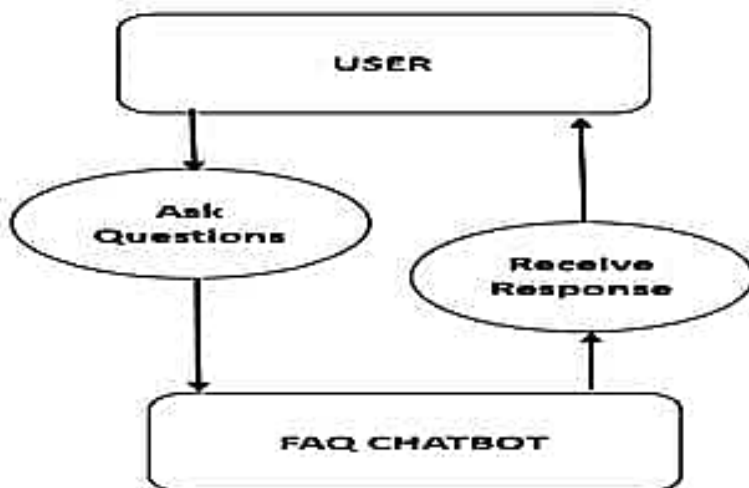 USER
Ask
Questions
Receive
Response
FAQ CHATBOT